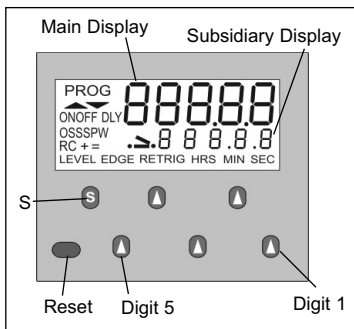 Main Display
Subsidiary Display
PROG
88888
ONOFF DLY
OSSSPW
RC + =
8 8 8.8.8
LEVEL EDGE RETRIG HRS MIN SEC
S
S
Reset
Digit 5
Digit 1